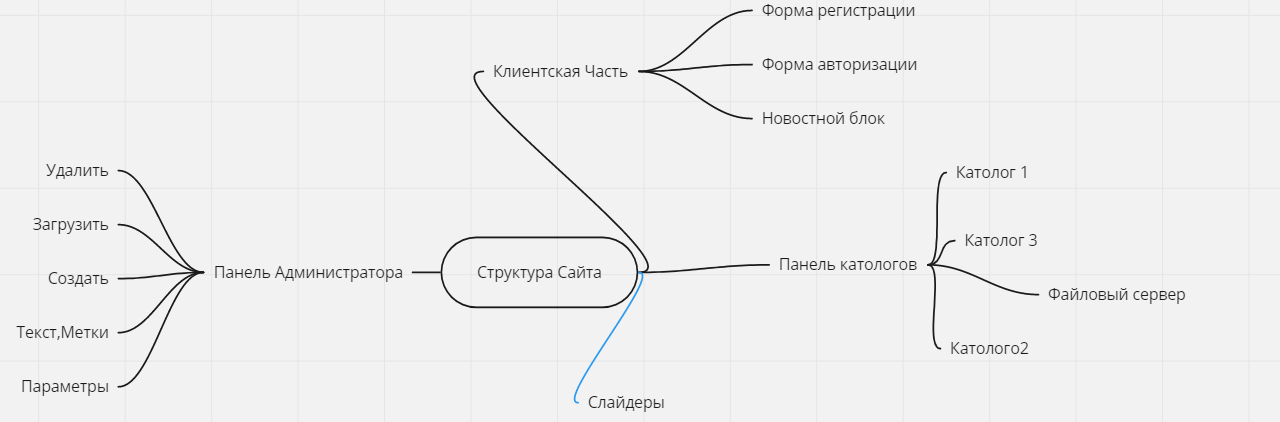 Форма регистрации
Клиентская Часть
Форма авторизации
Новостной блок
Удалить
Загрузить
Создать
Текст,Метки
Параметры
Панель Администратора
Структура Сайта
Панель катологов
Католог 1
Католог 3
Файловый сервер
Католого2
Слайдеры